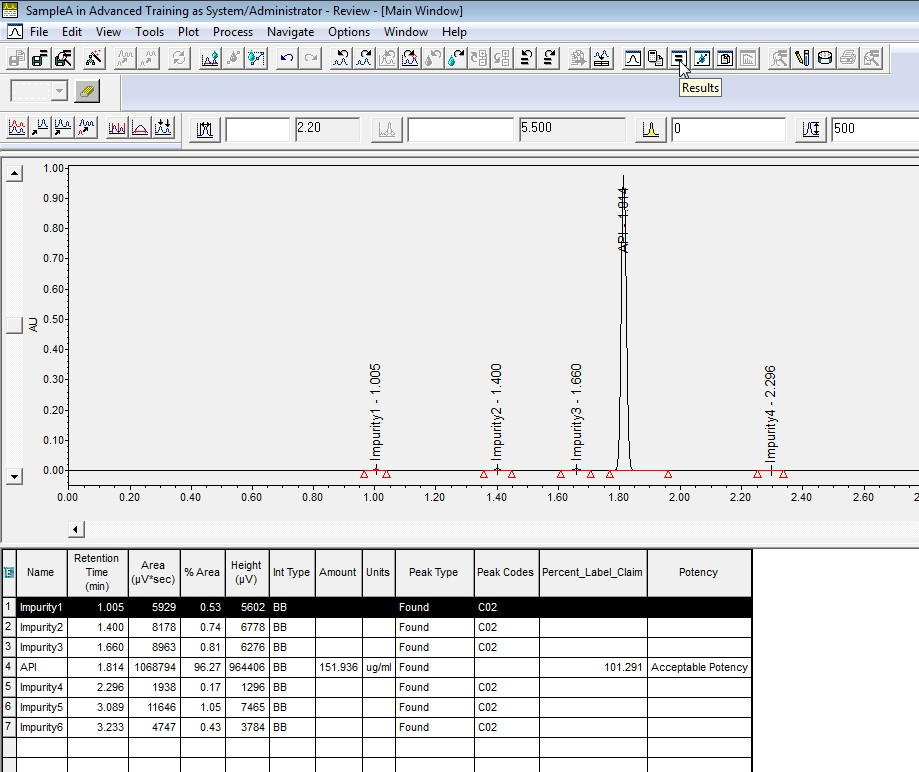 SampleA in Advanced Training as System/Administrator - Review - [Main Window]
File Edit View Tools Plot Process Navigate Options Window Help
Results
2.20 5.500 0 500
1.00
0.90
0.80
0.70
0.60
0.50
0.40
0.30
0.20
0.10
0.00
AU
Impurity1 - 1.005
Impurity2 - 1.400
Impurity3 - 1.660
API - 1.814
Impurity4 - 2.296
0.00 0.20 0.40 0.60 0.80 1.00 1.20 1.40 1.60 1.80 2.00 2.20 2.40 2.60 2
Name Retention Time (min) Area (µV*sec) % Area Height (µV) Int Type Amount Units Peak Type Peak Codes Percent_Label_Claim Potency
1 Impurity1 1.005 5929 0.53 5602 BB Found C02
2 Impurity2 1.400 8178 0.74 6778 BB Found C02
3 Impurity3 1.660 8963 0.81 6276 BB Found C02
4 API 1.814 1068794 96.27 964406 BB 151.936 ug/ml Found 101.291 Acceptable Potency
5 Impurity4 2.296 1938 0.17 1296 BB Found C02
6 Impurity5 3.089 11646 1.05 7465 BB Found C02
7 Impurity6 3.233 4747 0.43 3784 BB Found C02